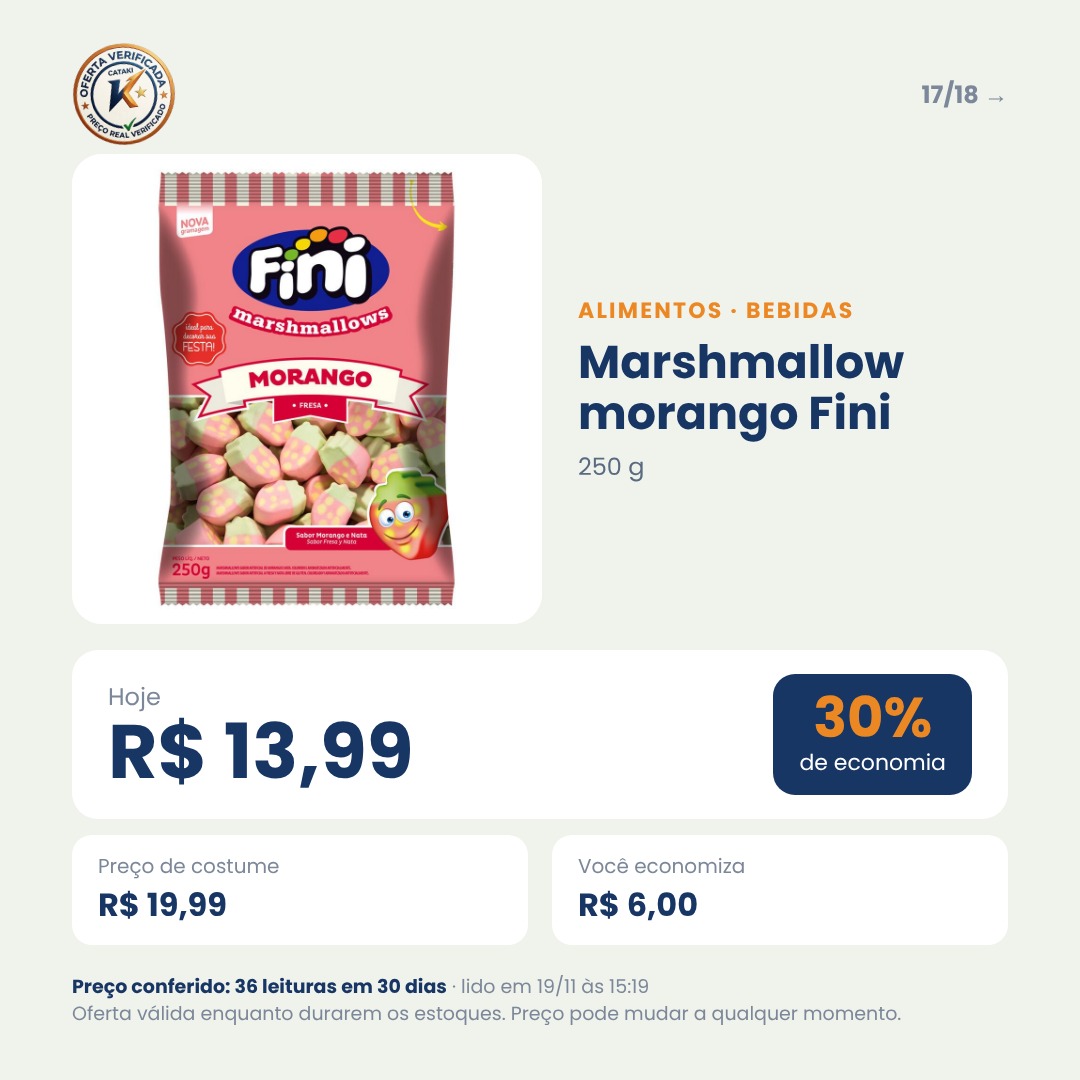 OFERTA VERIFICADA
CATAKI
K
PREÇO REAL VERIFICADO
17/18 →
NOVA
gramagem
Fini
marshmallows
ideal para
decorar sua
FESTA!
MORANGO
• FRESA •
Sabor Morango e Nata
Sabor Fresa y Nata
250g
ALIMENTOS · BEBIDAS
Marshmallow
morango Fini
250 g
Hoje
R$ 13,99
30%
de economia
Preço de costume
R$ 19,99
Você economiza
R$ 6,00
Preço conferido: 36 leituras em 30 dias · lido em 19/11 às 15:19
Oferta válida enquanto durarem os estoques. Preço pode mudar a qualquer momento.